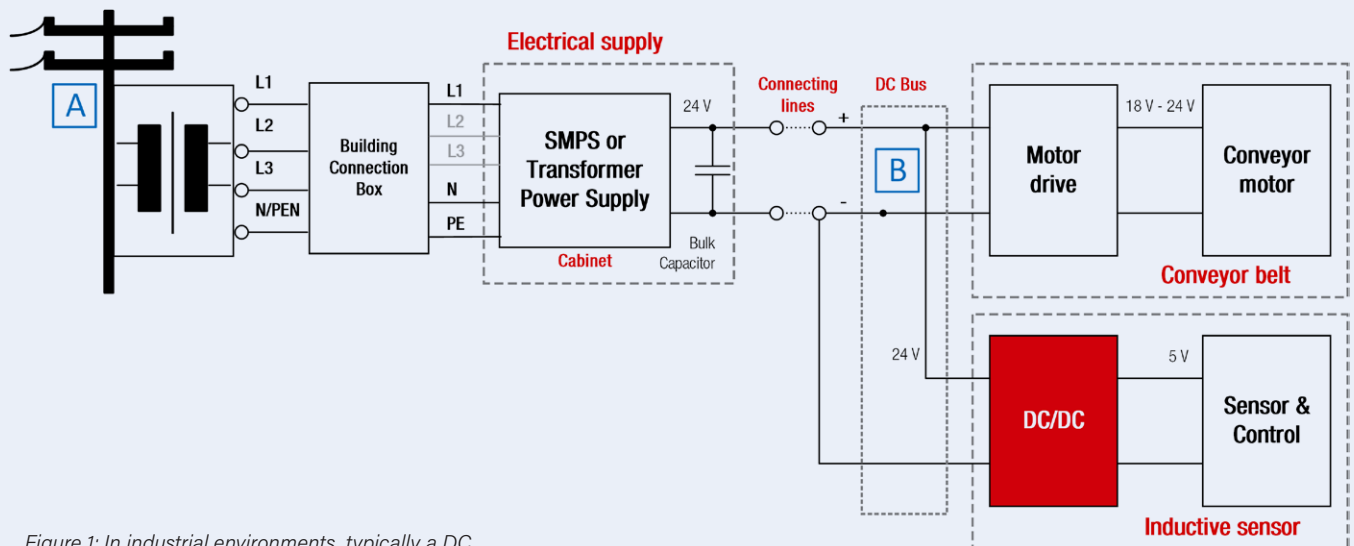 Electrical supply
A
L1
L2
L3
N/PEN
Building
Connection
Box
L1
L2
L3
N
PE
SMPS or
Transformer
Power Supply
Cabinet
24 V
Bulk
Capacitor
Connecting
lines
+
-
DC Bus
B
24 V
Motor
drive
18 V - 24 V
Conveyor
motor
Conveyor belt
DC/DC
5 V
Sensor &
Control
Inductive sensor
Figure 1: In industrial environments, typically a DC